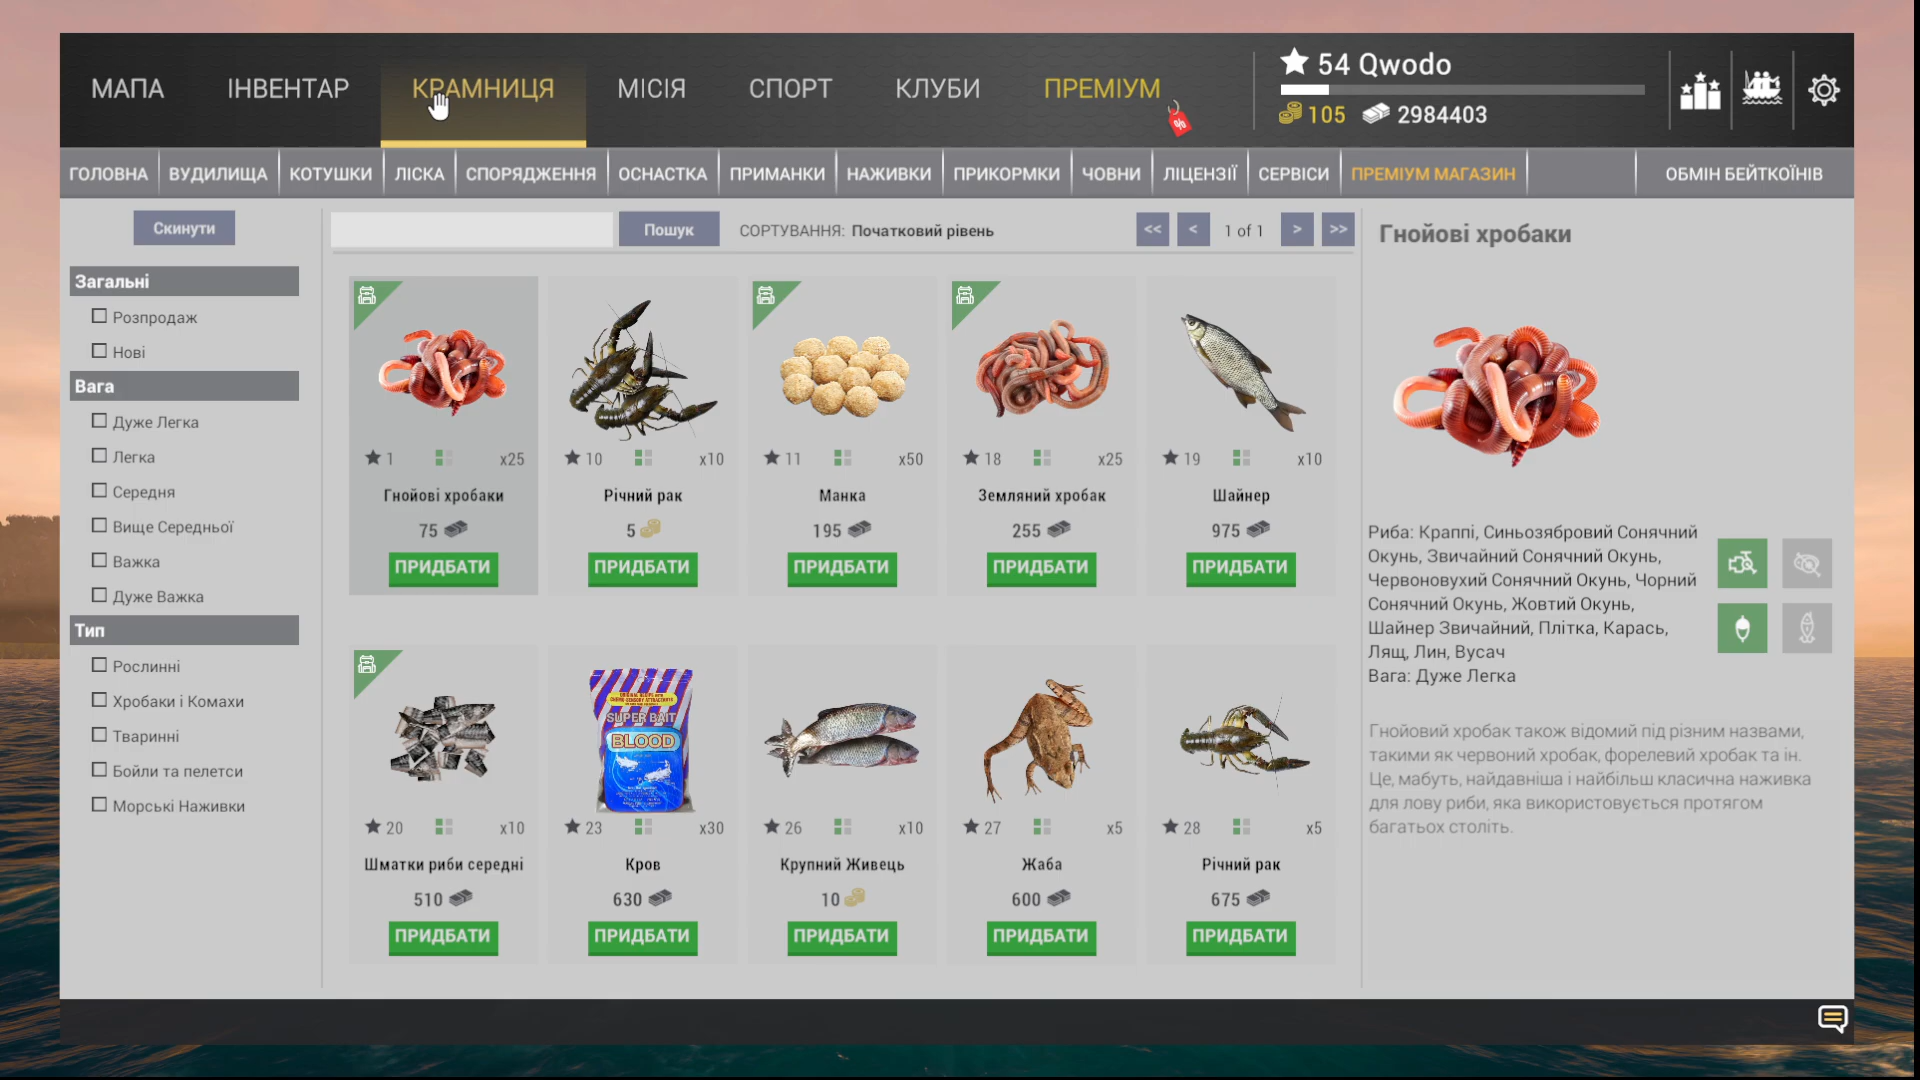 МАПА ІНВЕНТАР КРАМНИЦЯ МІСІЯ СПОРТ КЛУБИ ПРЕМІУМ
%
54 Qwodo
105 2984403
ГОЛОВНА ВУДИЛИЩА КОТУШКИ ЛІСКА СПОРЯДЖЕННЯ ОСНАСТКА ПРИМАНКИ НАЖИВКИ ПРИКОРМКИ ЧОВНИ ЛІЦЕНЗІЇ СЕРВІСИ ПРЕМІУМ МАГАЗИН ОБМІН БЕЙТКОЇНІВ
Скинути
Загальні
Розпродаж
Нові
Вага
Дуже Легка
Легка
Середня
Вище Середньої
Важка
Дуже Важка
Тип
Рослинні
Хробаки і Комахи
Тваринні
Бойли та пелетси
Морські Наживки
Пошук СОРТУВАННЯ: Початковий рівень << < 1 of 1 > >>
1 x25 10 x10 11 x50 18 x25 19 x10
Гнойові хробаки Річний рак Манка Земляний хробак Шайнер
75 5 195 255 975
ПРИДБАТИ ПРИДБАТИ ПРИДБАТИ ПРИДБАТИ ПРИДБАТИ
SUPER BAIT
BLOOD
20 x10 23 x30 26 x10 27 x5 28 x5
Шматки риби середні Кров Крупний Живець Жаба Річний рак
510 630 10 600 675
ПРИДБАТИ ПРИДБАТИ ПРИДБАТИ ПРИДБАТИ ПРИДБАТИ
Гнойові хробаки
Риба: Краппі, Синьозябровий Сонячний
Окунь, Звичайний Сонячний Окунь,
Червоновухий Сонячний Окунь, Чорний
Сонячний Окунь, Жовтий Окунь,
Шайнер Звичайний, Плітка, Карась,
Лящ, Лин, Вусач
Вага: Дуже Легка
Гнойовий хробак також відомий під різним назвами,
такими як червоний хробак, форелевий хробак та ін.
Це, мабуть, найдавніша і найбільш класична наживка
для лову риби, яка використовується протягом
багатьох століть.